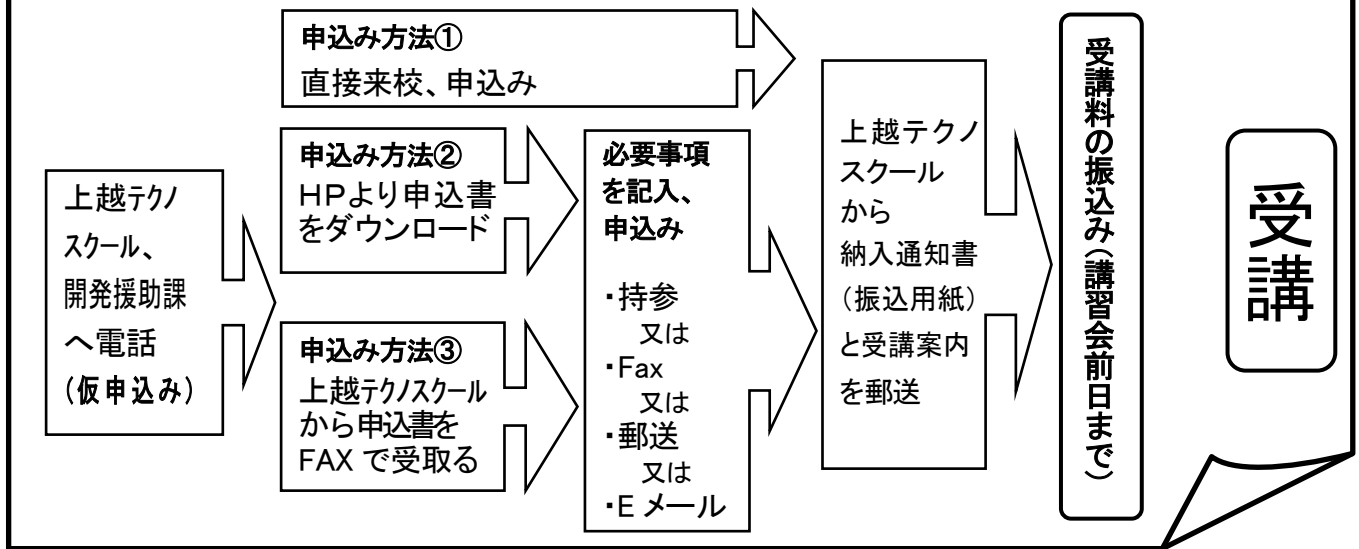 上越テクノ
スクール、
開発援助課
へ電話
(仮申込み)
申込み方法①
直接来校、申込み
申込み方法②
HPより申込書
をダウンロード
申込み方法③
上越テクノスクール
から申込書を
FAX で受取る
必要事項
を記入、
申込み
・持参
又は
・Fax
又は
・郵送
又は
・E メール
上越テクノ
スクール
から
納入通知書
(振込用紙)
と受講案内
を郵送
受講料の振込み(講習会前日まで)
受講